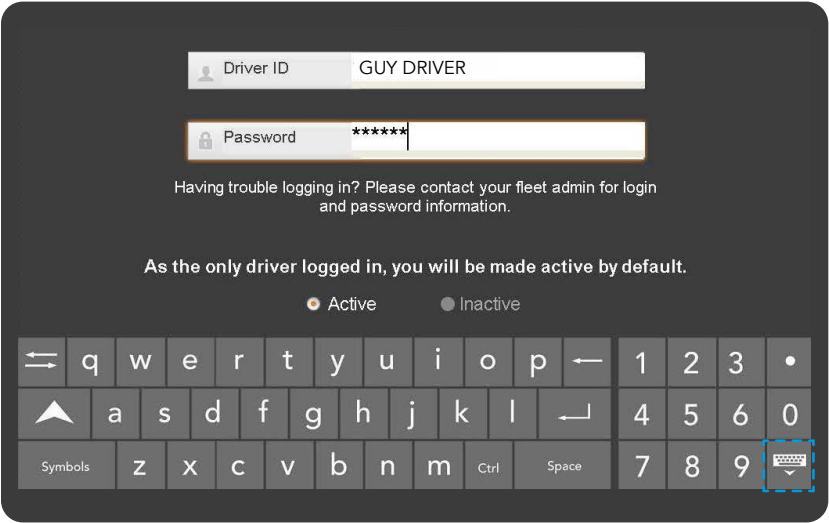 Driver ID GUY DRIVER
Password ******
Having trouble logging in? Please contact your fleet admin for login
and password information.
As the only driver logged in, you will be made active by default.
Active Inactive
q w e r t y u i o p 1 2 3 •
a s d f g h j k l 4 5 6 0
Symbols z x c v b n m Ctrl Space 7 8 9